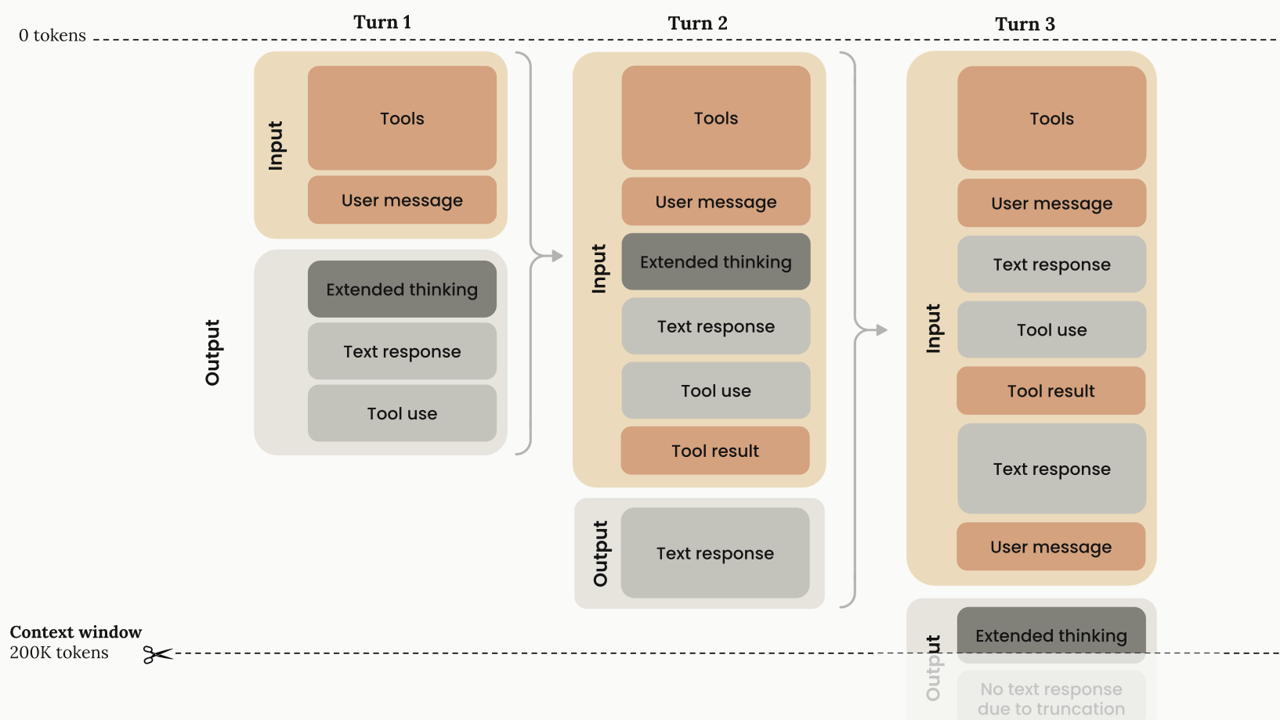 Turn 1
Turn 2
Turn 3
0 tokens
Input
Tools
User message
Output
Extended thinking
Text response
Tool use
Input
Tools
User message
Extended thinking
Text response
Tool use
Tool result
Output
Text response
Input
Tools
User message
Text response
Tool use
Tool result
Text response
User message
Output
Extended thinking
No text response
due to truncation
Context window
200K tokens